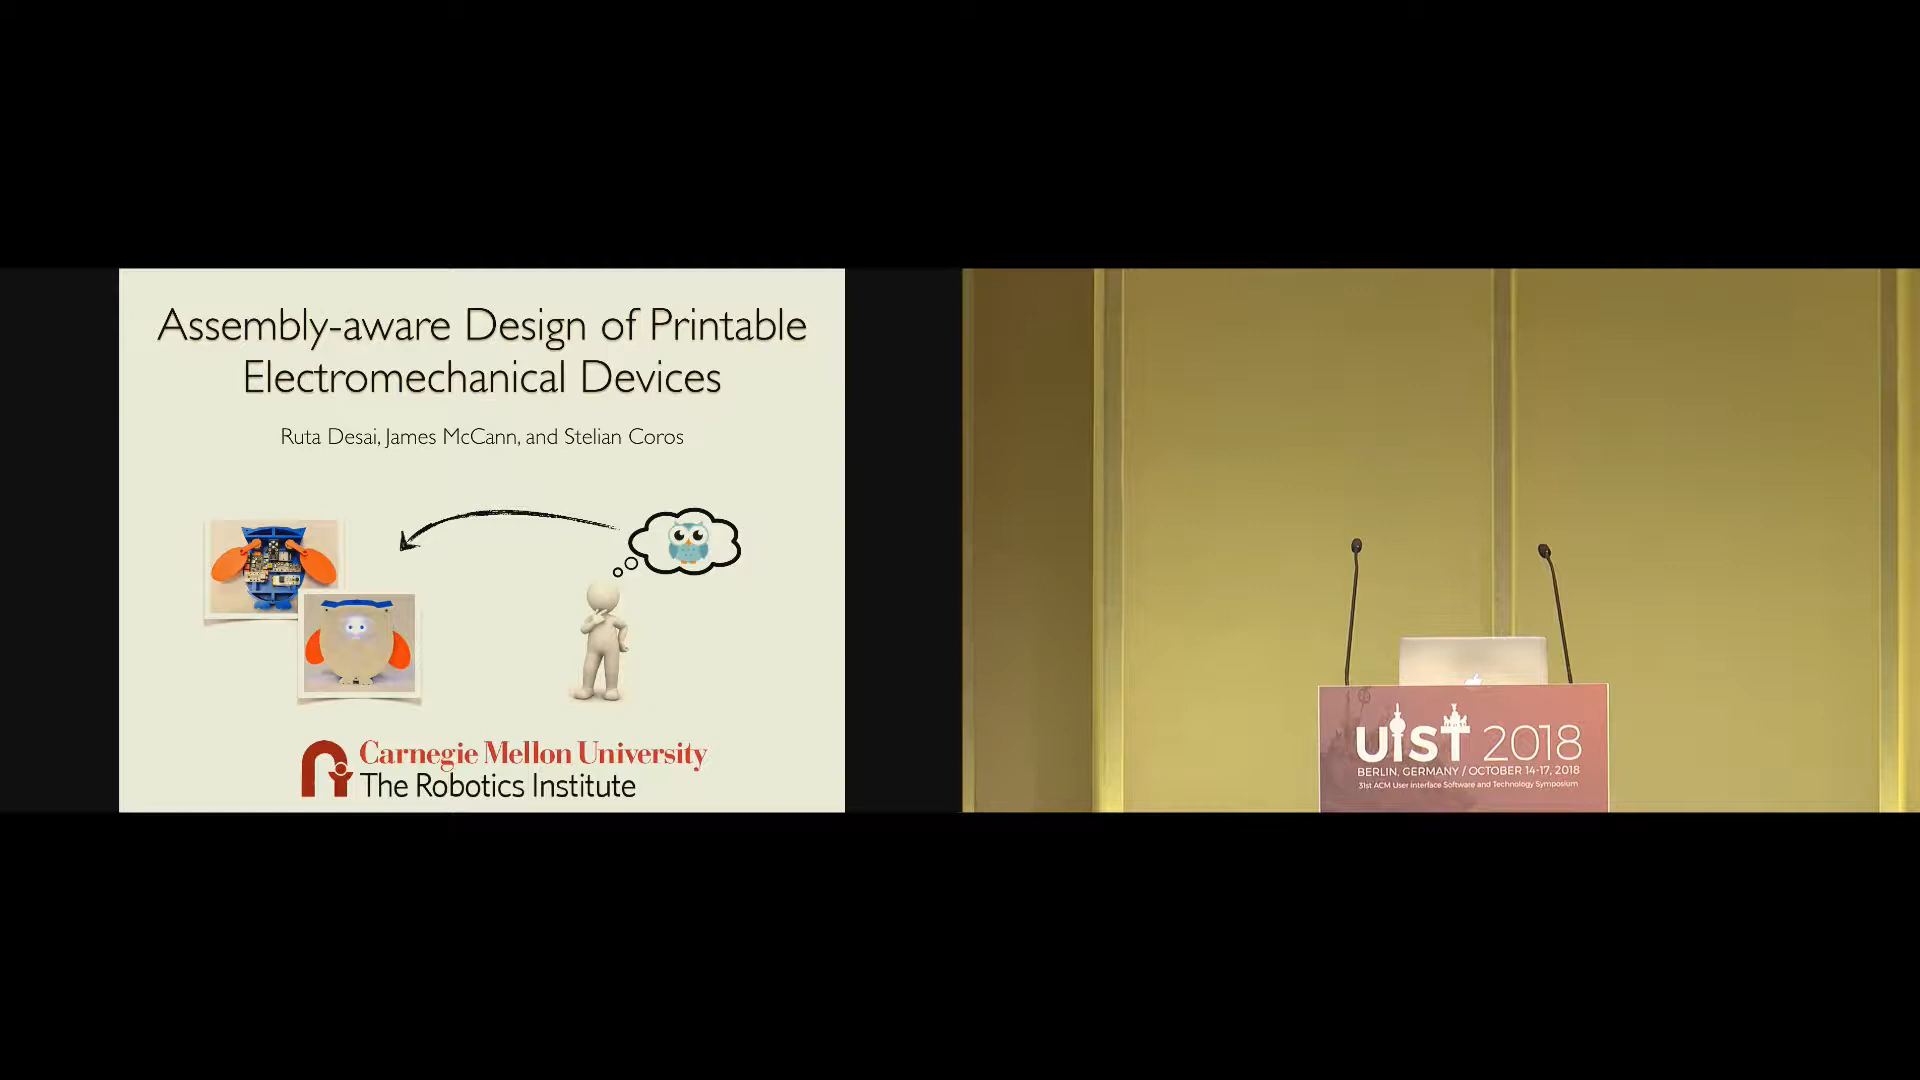 Assembly-aware Design of Printable
Electromechanical Devices
Ruta Desai, James McCann, and Stelian Coros
Carnegie Mellon University
The Robotics Institute
UIST 2018
BERLIN, GERMANY / OCTOBER 14-17, 2018
31st ACM User Interface Software and Technology Symposium